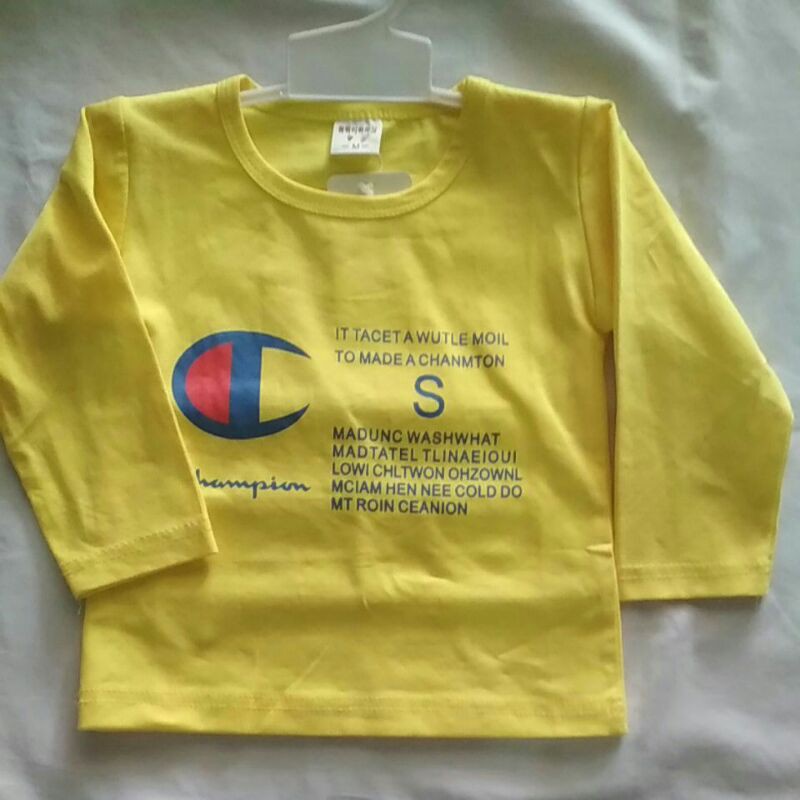 M
IT TACET A WUTLE MOIL
TO MADE A CHANMTON
S
MADUNC WASHWHAT
MADTATEL TLINAEIOUI
LOWI CHLTWON OHZOWNL
MCIAM HEN NEE COLD DO
MT ROIN CEANION
Champion